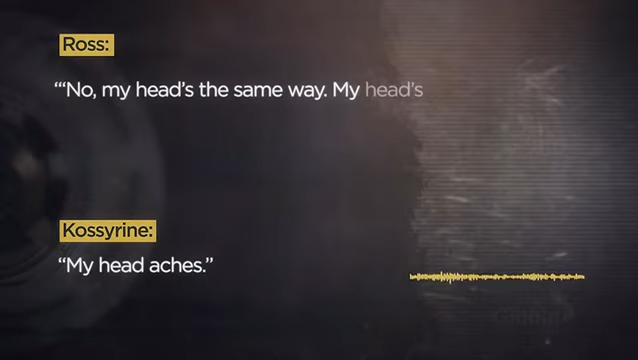 Ross:
“‘No, my head’s the same way. My head’s
Kossyrine:
“My head aches.”